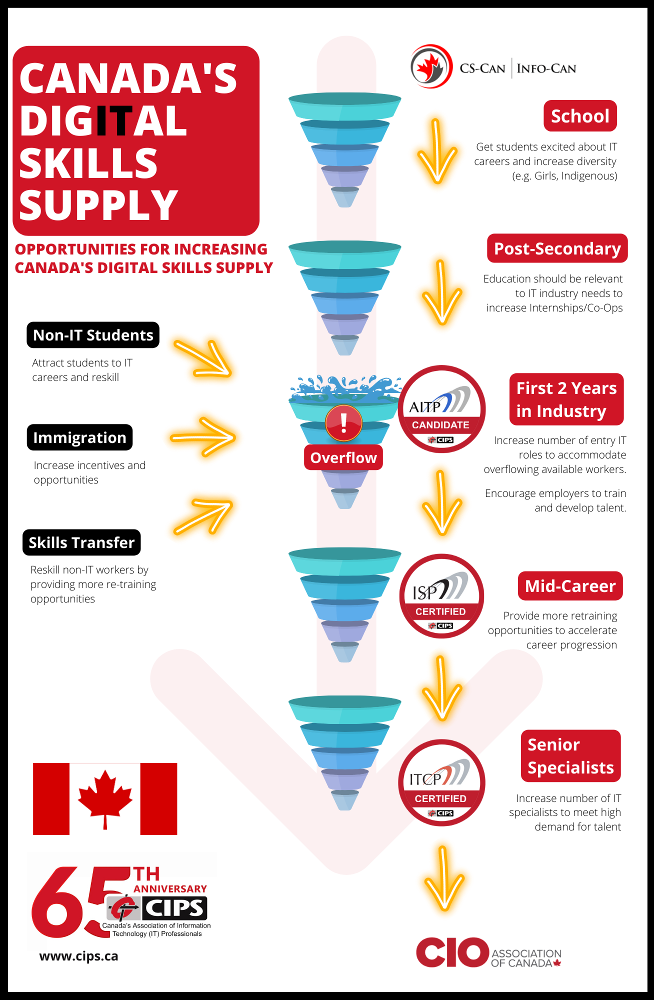 CANADA'S
DIGITAL
SKILLS
SUPPLY
OPPORTUNITIES FOR INCREASING
CANADA'S DIGITAL SKILLS SUPPLY
CS-CAN | INFO-CAN
School
Get students excited about IT
careers and increase diversity
(e.g. Girls, Indigenous)
Post-Secondary
Education should be relevant
to IT industry needs to
increase Internships/Co-Ops
Non-IT Students
Attract students to IT
careers and reskill
Immigration
Increase incentives and
opportunities
Skills Transfer
Reskill non-IT workers by
providing more re-training
opportunities
!
Overflow
AITP
CANDIDATE
CIPS
First 2 Years
in Industry
Increase number of entry IT
roles to accommodate
overflowing available workers.
Encourage employers to train
and develop talent.
ISP
CERTIFIED
CIPS
Mid-Career
Provide more retraining
opportunities to accelerate
career progression
ITCP
CERTIFIED
CIPS
Senior
Specialists
Increase number of IT
specialists to meet high
demand for talent
65TH
ANNIVERSARY
CIPS
Canada's Association of Information
Technology (IT) Professionals
www.cips.ca
CIO ASSOCIATION
OF CANADA